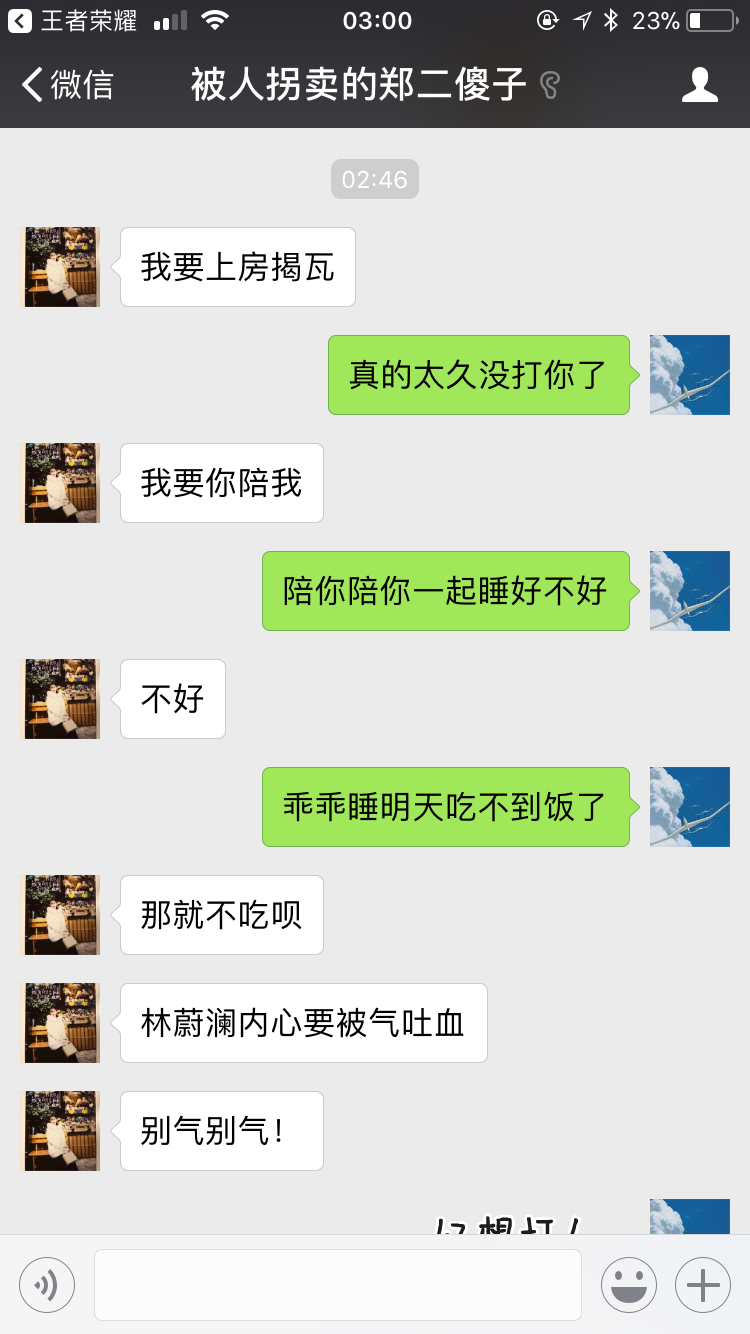 王者荣耀 03:00 23%
微信 被人拐卖的郑二傻子
02:46
我要上房揭瓦
真的太久没打你了
我要你陪我
陪你陪你一起睡好不好
不好
乖乖睡明天吃不到饭了
那就不吃呗
林蔚澜内心要被气吐血
别气别气！